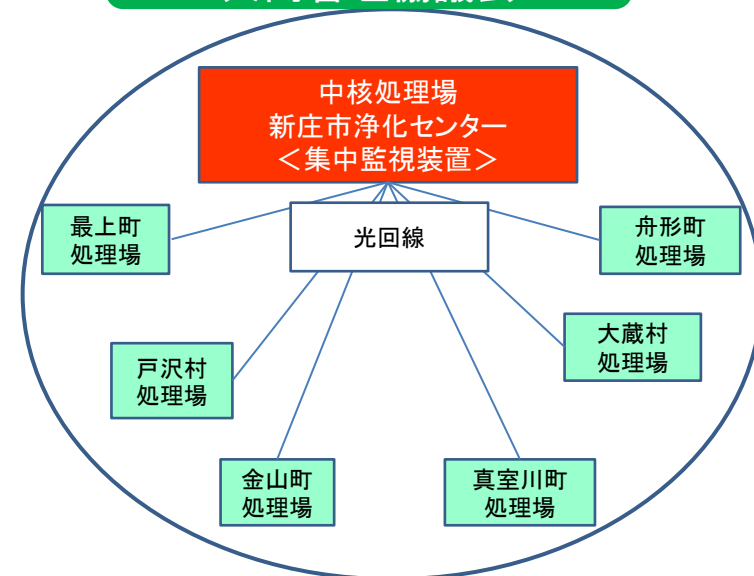 中核処理場
新庄市浄化センター
＜集中監視装置＞
光回線
最上町
処理場
舟形町
処理場
大蔵村
処理場
戸沢村
処理場
金山町
処理場
真室川町
処理場